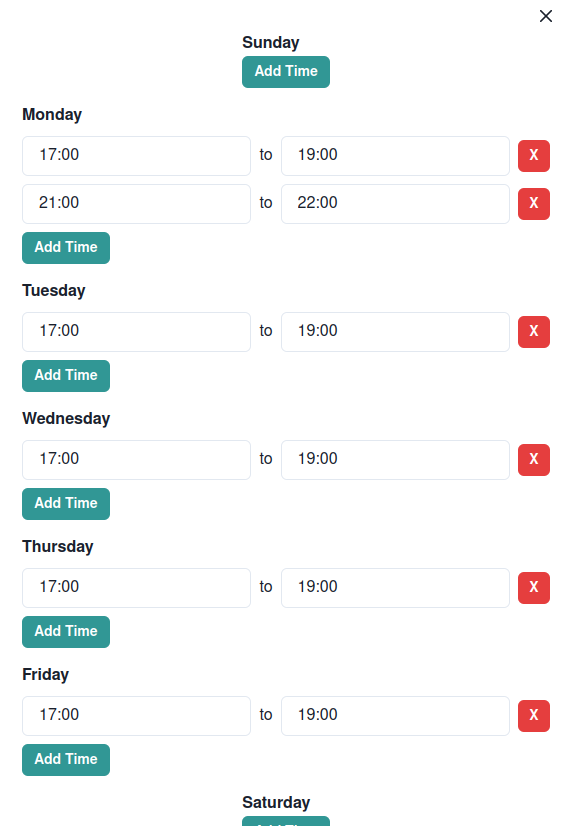 Sunday
Add Time
Monday
17:00 to 19:00 X
21:00 to 22:00 X
Add Time
Tuesday
17:00 to 19:00 X
Add Time
Wednesday
17:00 to 19:00 X
Add Time
Thursday
17:00 to 19:00 X
Add Time
Friday
17:00 to 19:00 X
Add Time
Saturday
Add Time